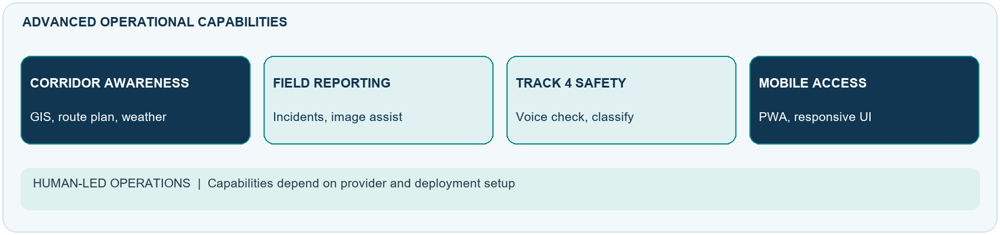 ADVANCED OPERATIONAL CAPABILITIES
CORRIDOR AWARENESS
GIS, route plan, weather
FIELD REPORTING
Incidents, image assist
TRACK 4 SAFETY
Voice check, classify
MOBILE ACCESS
PWA, responsive UI
HUMAN-LED OPERATIONS | Capabilities depend on provider and deployment setup